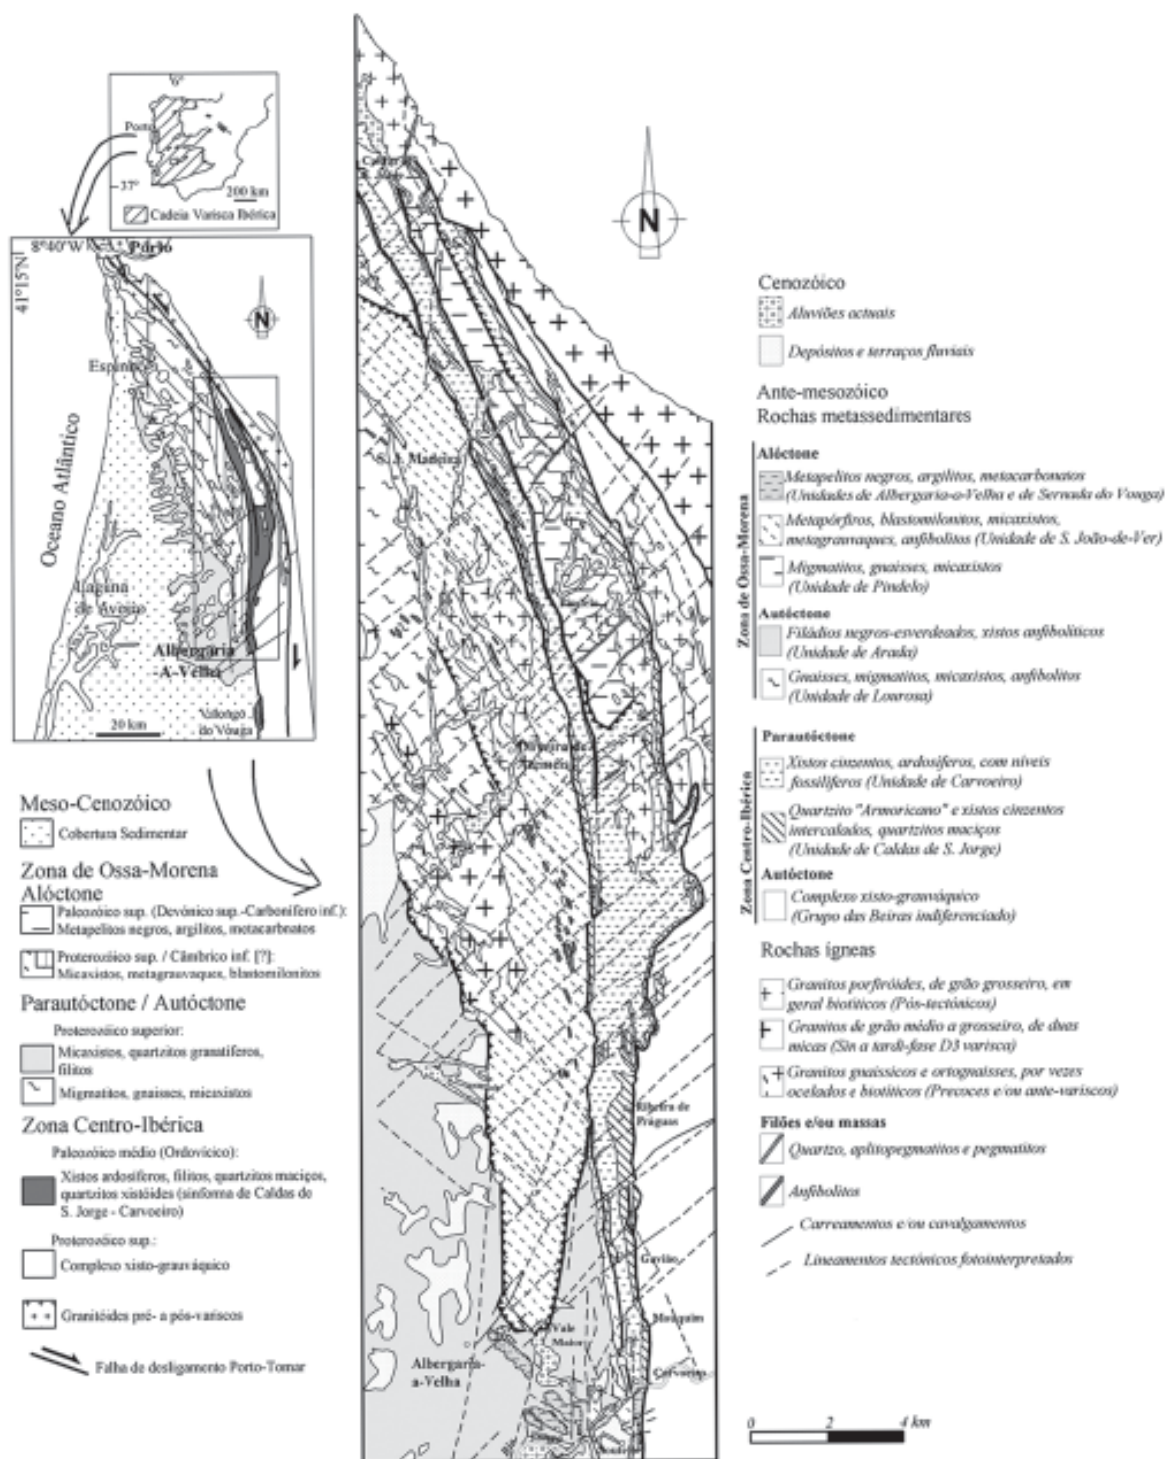 6°
Porto
37°
200 km
Cadeia Varisca Ibérica
8°40'W
Porto
41°15'N
N
Espinho
Oceano Atlântico
Laguna
de Aveiro
Albergaria
-A-Velha
Valongo
do Vouga
20 km
Meso-Cenozóico
Cobertura Sedimentar
Zona de Ossa-Morena
Alóctone
Paleozóico sup. (Devónico sup.-Carbonífero inf.):
Metapelitos negros, argilitos, metacarbnatos
Proterozóico sup. / Câmbrico inf. [?]:
Micaxistos, metagrauvaques, blastomilonitos
Parautóctone / Autóctone
Proterozóico superior:
Micaxistos, quartzitos granatíferos,
filitos
Migmatitos, gnaisses, micaxistos
Zona Centro-Ibérica
Paleozóico médio (Ordovícico):
Xistos ardosíferos, filitos, quartzitos maciços,
quartzitos xistóides (sinforma de Caldas de
S. Jorge - Carvoeiro)
Proterozóico sup.:
Complexo xisto-grauváquico
Granitóides pré- a pós-variscos
Falha de desligamento Porto-Tomar
N
S. J. Madeira
Oliveira de
Azeméis
Ribeira de
Fráguas
Gavião
Mouquim
Vale
Maior
Carvoeiro
Albergaria-
a-Velha
Cenozóico
Aluviões actuais
Depósitos e terraços fluviais
Ante-mesozóico
Rochas metassedimentares
Zona de Ossa-Morena
Alóctone
Metapelitos negros, argilitos, metacarbonatos
(Unidades de Albergaria-a-Velha e de Sernada do Vouga)
Metapórfiros, blastomilonitos, micaxistos,
metagrauvaques, anfibolitos (Unidade de S. João-de-Ver)
Migmatitos, gnaisses, micaxistos
(Unidade de Pindelo)
Autóctone
Filádios negros-esverdeados, xistos anfibolíticos
(Unidade de Arada)
Gnaisses, migmatitos, micaxistos, anfibolitos
(Unidade de Lourosa)
Zona Centro-Ibérica
Parautóctone
Xistos cinzentos, ardosíferos, com níveis
fossilíferos (Unidade de Carvoeiro)
Quartzito "Armoricano" e xistos cinzentos
intercalados, quartzitos maciços
(Unidade de Caldas de S. Jorge)
Autóctone
Complexo xisto-grauváquico
(Grupo das Beiras indiferenciado)
Rochas ígneas
Granitos porfiróides, de grão grosseiro, em
geral biotíticos (Pós-tectónicos)
Granitos de grão médio a grosseiro, de duas
micas (Sin a tardi-fase D3 varisca)
Granitos gnaíssicos e ortognaisses, por vezes
ocelados e biotíticos (Precoces e/ou ante-variscos)
Filões e/ou massas
Quartzo, aplitopegmatitos e pegmatitos
Anfibolitos
Carreamentos e/ou cavalgamentos
Lineamentos tectónicos fotointerpretados
0 2 4 km